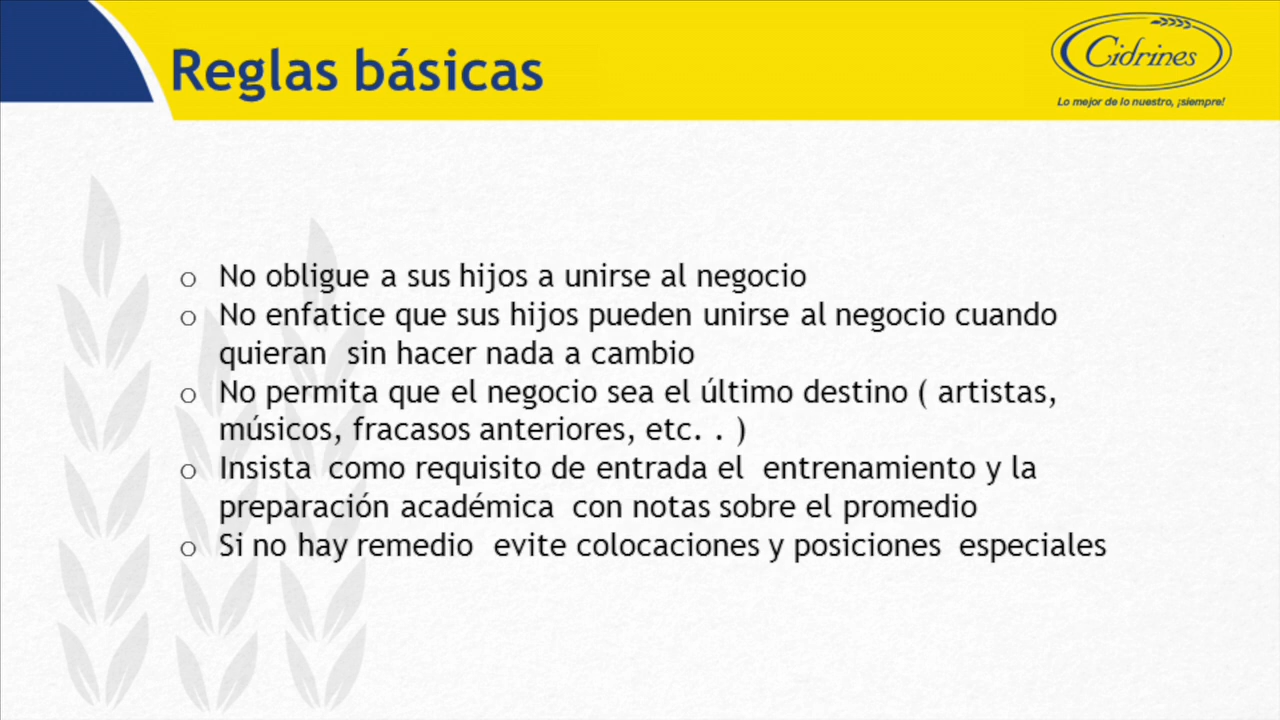 Reglas básicas
Cidrines
Lo mejor de lo nuestro, ¡siempre!
o No obligue a sus hijos a unirse al negocio
o No enfatice que sus hijos pueden unirse al negocio cuando
quieran  sin hacer nada a cambio
o No permita que el negocio sea el último destino ( artistas,
músicos, fracasos anteriores, etc. . )
o Insista  como requisito de entrada el  entrenamiento y la
preparación académica  con notas sobre el promedio
o Si no hay remedio  evite colocaciones y posiciones  especiales